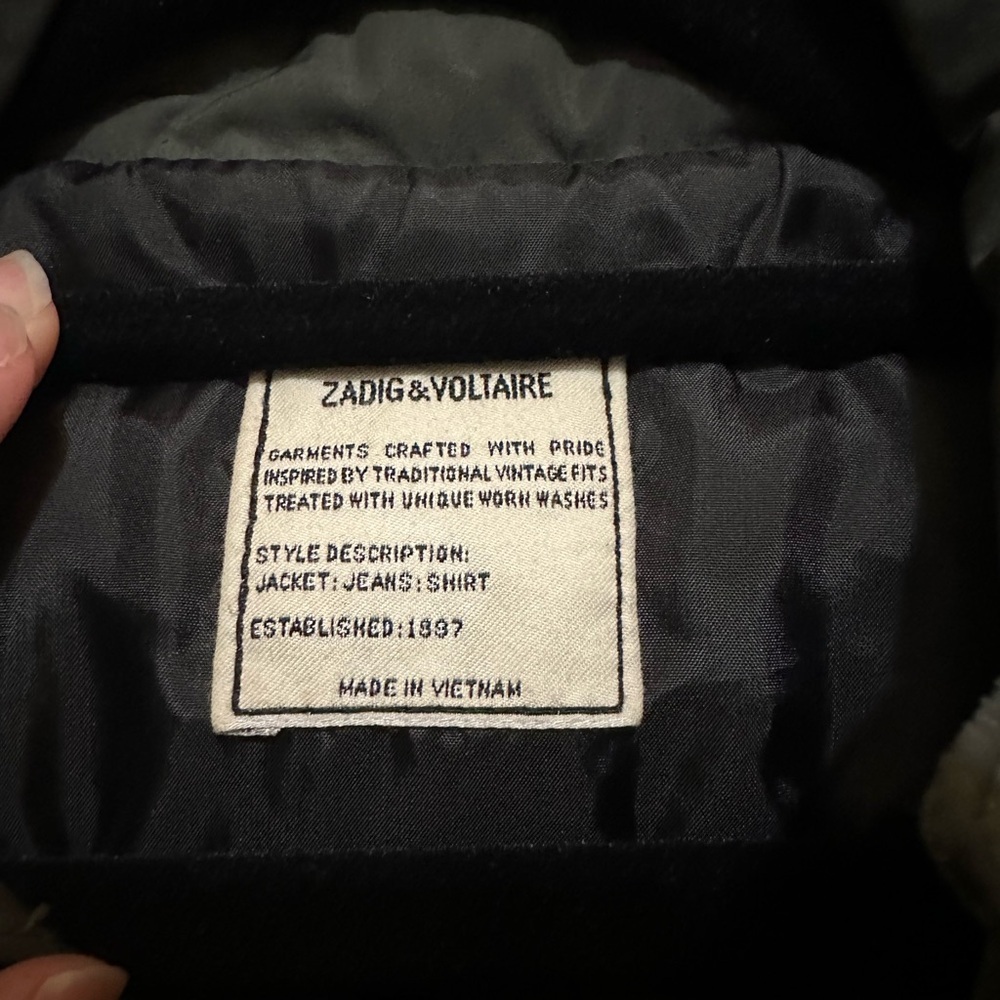 ZADIG&VOLTAIRE
GARMENTS CRAFTED WITH PRIDE
INSPIRED BY TRADITIONAL VINTAGE FITS
TREATED WITH UNIQUE WORN WASHES
STYLE DESCRIPTION:
JACKET: JEANS: SHIRT
ESTABLISHED:1997
MADE IN VIETNAM